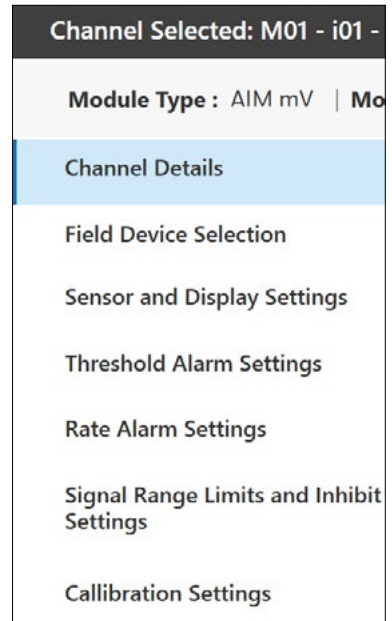 Channel Selected: M01 - i01 -
Module Type : AIM mV | Mo
Channel Details
Field Device Selection
Sensor and Display Settings
Threshold Alarm Settings
Rate Alarm Settings
Signal Range Limits and Inhibit
Settings
Callibration Settings